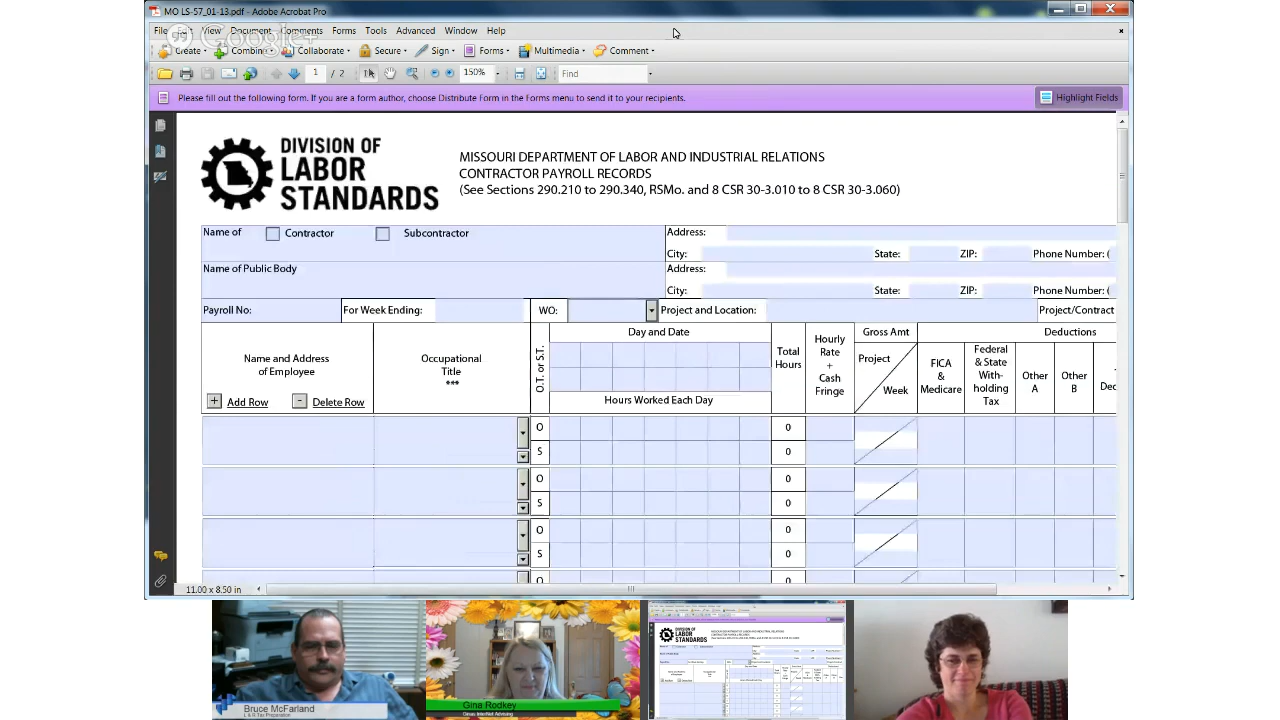 MO LS-57_01-13.pdf - Adobe Acrobat Pro
File Edit View Document Comments Forms Tools Advanced Window Help
Google+
Create Combine Collaborate Secure Sign Forms Multimedia Comment
1 / 2 150% Find
Please fill out the following form. If you are a form author, choose Distribute Form in the Forms menu to send it to your recipients.
Highlight Fields
DIVISION OF
LABOR
STANDARDS
MISSOURI DEPARTMENT OF LABOR AND INDUSTRIAL RELATIONS
CONTRACTOR PAYROLL RECORDS
(See Sections 290.210 to 290.340, RSMo. and 8 CSR 30-3.010 to 8 CSR 30-3.060)
Name of Contractor Subcontractor
Address:
City: State: ZIP: Phone Number: (
Name of Public Body
Address:
City: State: ZIP: Phone Number: (
Payroll No: For Week Ending: WO: Project and Location: Project/Contract
Name and Address
of Employee
+ Add Row - Delete Row
Occupational
Title
***
O.T. or S.T.
Day and Date
Hours Worked Each Day
Total
Hours
Hourly
Rate
+
Cash
Fringe
Gross Amt
Project
Week
Deductions
FICA
&
Medicare
Federal
& State
With-
holding
Tax
Other
A
Other
B
O 0
S 0
O 0
S 0
O 0
S 0
O 0
11.00 x 8.50 in
Bruce McFarland
L & R Tax Preparation
Gina Rodkey
DIVISION OF
LABOR
STANDARDS